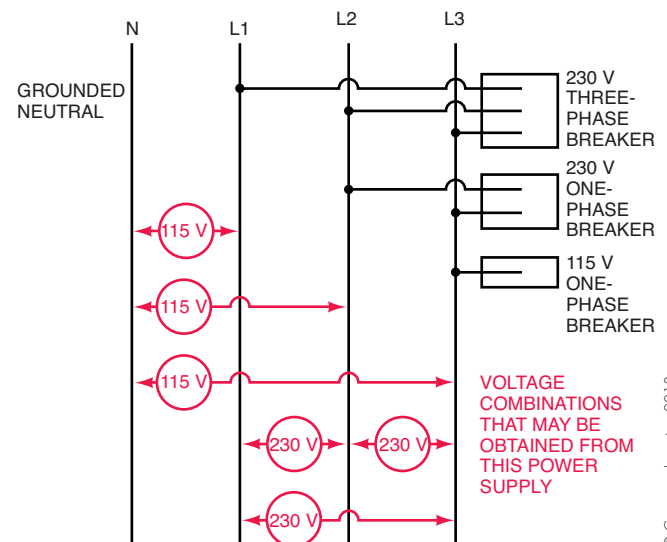 N
L1
L2
L3
GROUNDED
NEUTRAL
230 V
THREE-
PHASE
BREAKER
230 V
ONE-
PHASE
BREAKER
115 V
ONE-
PHASE
BREAKER
115 V
115 V
115 V
230 V
230 V
230 V
VOLTAGE
COMBINATIONS
THAT MAY BE
OBTAINED FROM
THIS POWER
SUPPLY